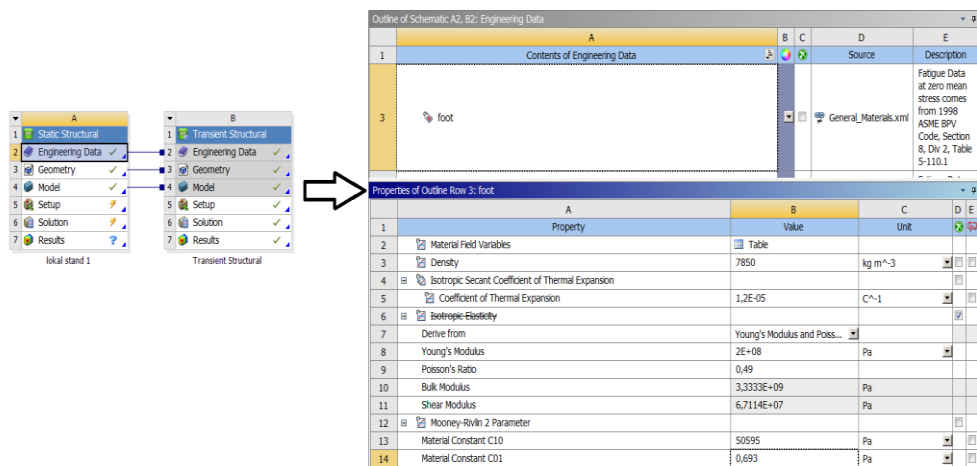 Outline of Schematic A2, B2: Engineering Data
A B C D E
1 Contents of Engineering Data Source Description
3 foot General_Materials.xml
Fatigue Data
at zero mean
stress comes
from 1998
ASME BPV
Code, Section
8, Div 2, Table
5-110.1
A
1 Static Structural
2 Engineering Data
3 Geometry
4 Model
5 Setup
6 Solution
7 Results
lokal stand 1
B
1 Transient Structural
2 Engineering Data
3 Geometry
4 Model
5 Setup
6 Solution
7 Results
Transient Structural
Properties of Outline Row 3: foot
A B C D E
1 Property Value Unit
2 Material Field Variables Table
3 Density 7850 kg m^-3
4 Isotropic Secant Coefficient of Thermal Expansion
5 Coefficient of Thermal Expansion 1,2E-05 C^-1
6 Isotropic Elasticity
7 Derive from Young's Modulus and Poiss...
8 Young's Modulus 2E+08 Pa
9 Poisson's Ratio 0,49
10 Bulk Modulus 3,3333E+09 Pa
11 Shear Modulus 6,7114E+07 Pa
12 Mooney-Rivlin 2 Parameter
13 Material Constant C10 50595 Pa
14 Material Constant C01 0,693 Pa